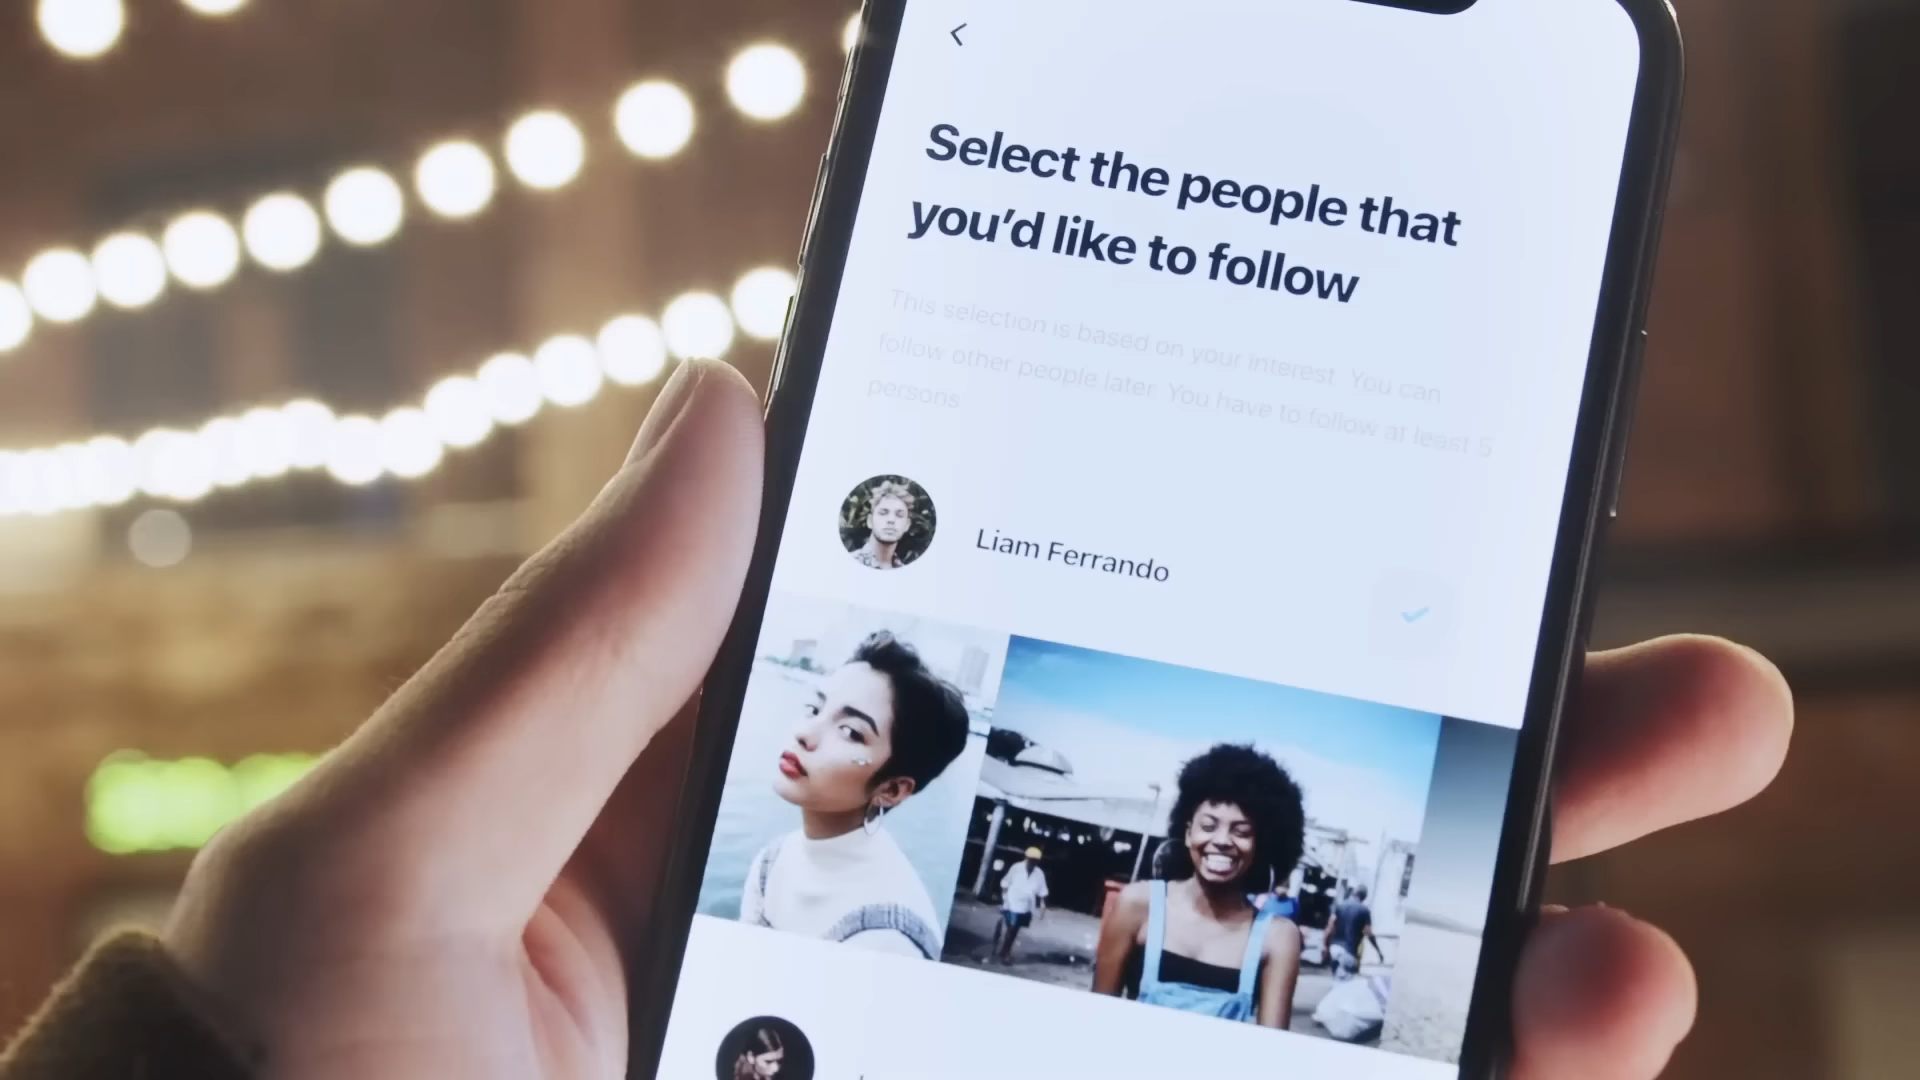 Select the people that
you’d like to follow
This selection is based on your interest. You can
follow other people later. You have to follow at least 5
persons
Liam Ferrando